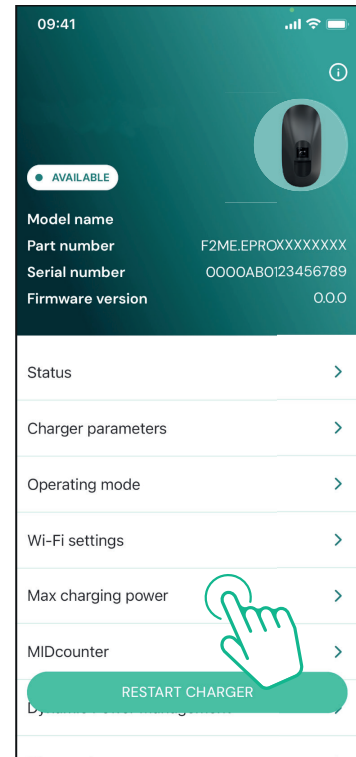 09:41
AVAILABLE
Model name
Part number F2ME.EPROXXXXXXXX
Serial number 0000AB0123456789
Firmware version 0.0.0
Status
Charger parameters
Operating mode
Wi-Fi settings
Max charging power
MIDcounter
RESTART CHARGER